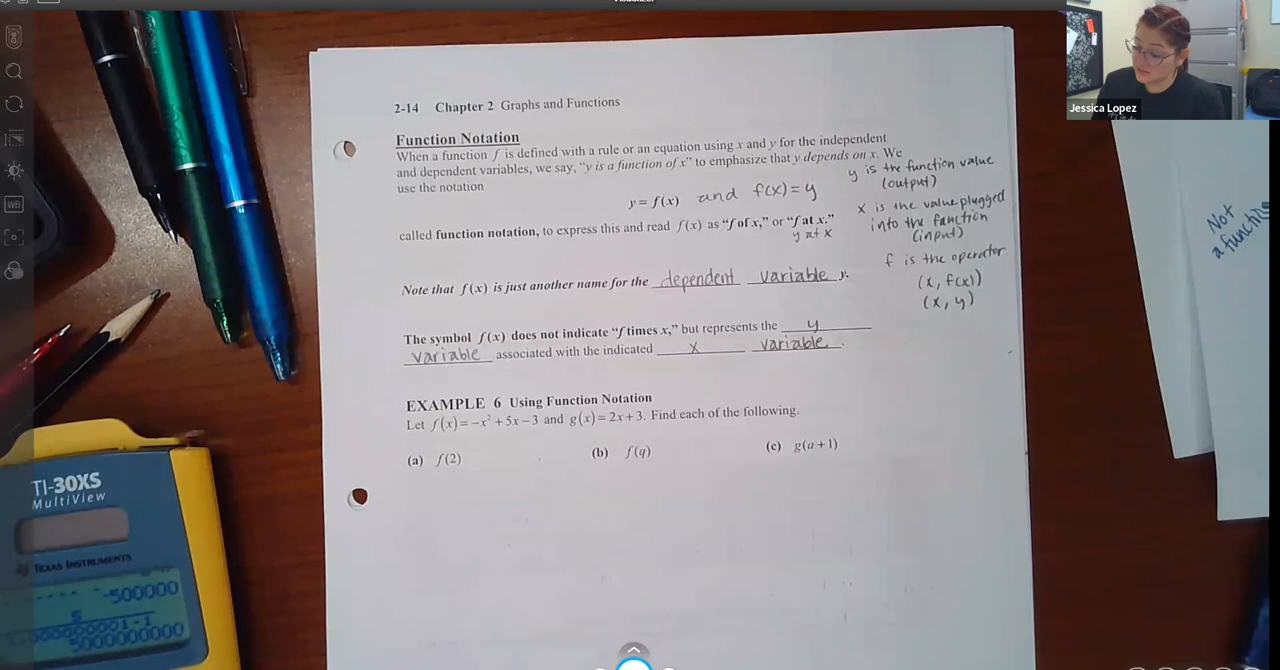 2-14 Chapter 2 Graphs and Functions
Function Notation
When a function f is defined with a rule or an equation using x and y for the independent
and dependent variables, we say, “y is a function of x” to emphasize that y depends on x. We
use the notation
y = f(x) and f(x) = y
called function notation, to express this and read f(x) as “f of x,” or “f at x.”
y at x
y is the function value
(output)
x is the value plugged
into the function
(input)
f is the operator
(x, f(x))
(x, y)
Note that f(x) is just another name for the dependent variable y.
The symbol f(x) does not indicate “f times x,” but represents the y
variable associated with the indicated x variable.
EXAMPLE 6 Using Function Notation
Let f(x) = −x² + 5x − 3 and g(x) = 2x + 3. Find each of the following.
(a) f(2) (b) f(q) (c) g(a + 1)
Jessica Lopez
Not
a function
WB
TI-30XS
MultiView
TEXAS INSTRUMENTS
-500000
5
5000000000